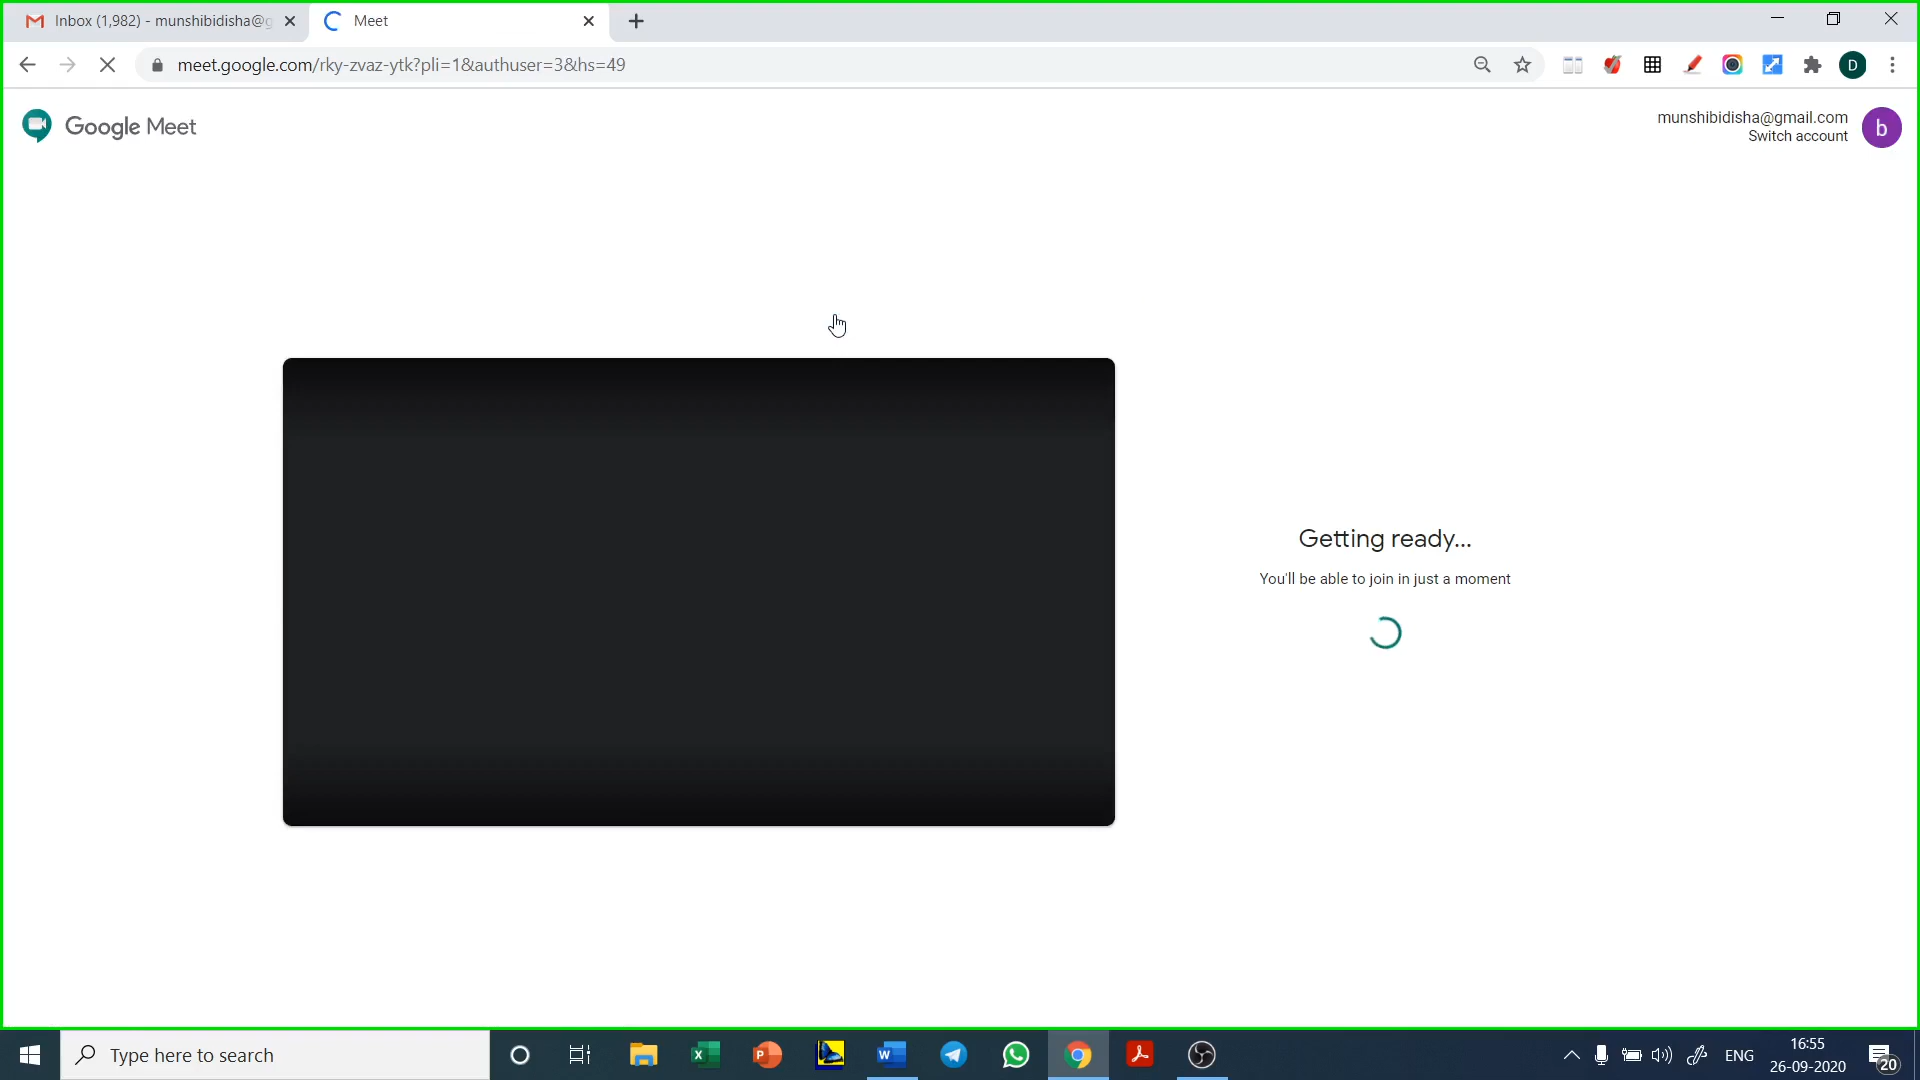 Inbox (1,982) - munshibidisha@g
Meet
meet.google.com/rky-zvaz-ytk?pli=1&authuser=3&hs=49
D
Google Meet
munshibidisha@gmail.com
Switch account
b
Getting ready...
You'll be able to join in just a moment
Type here to search
ENG
16:55
26-09-2020
20